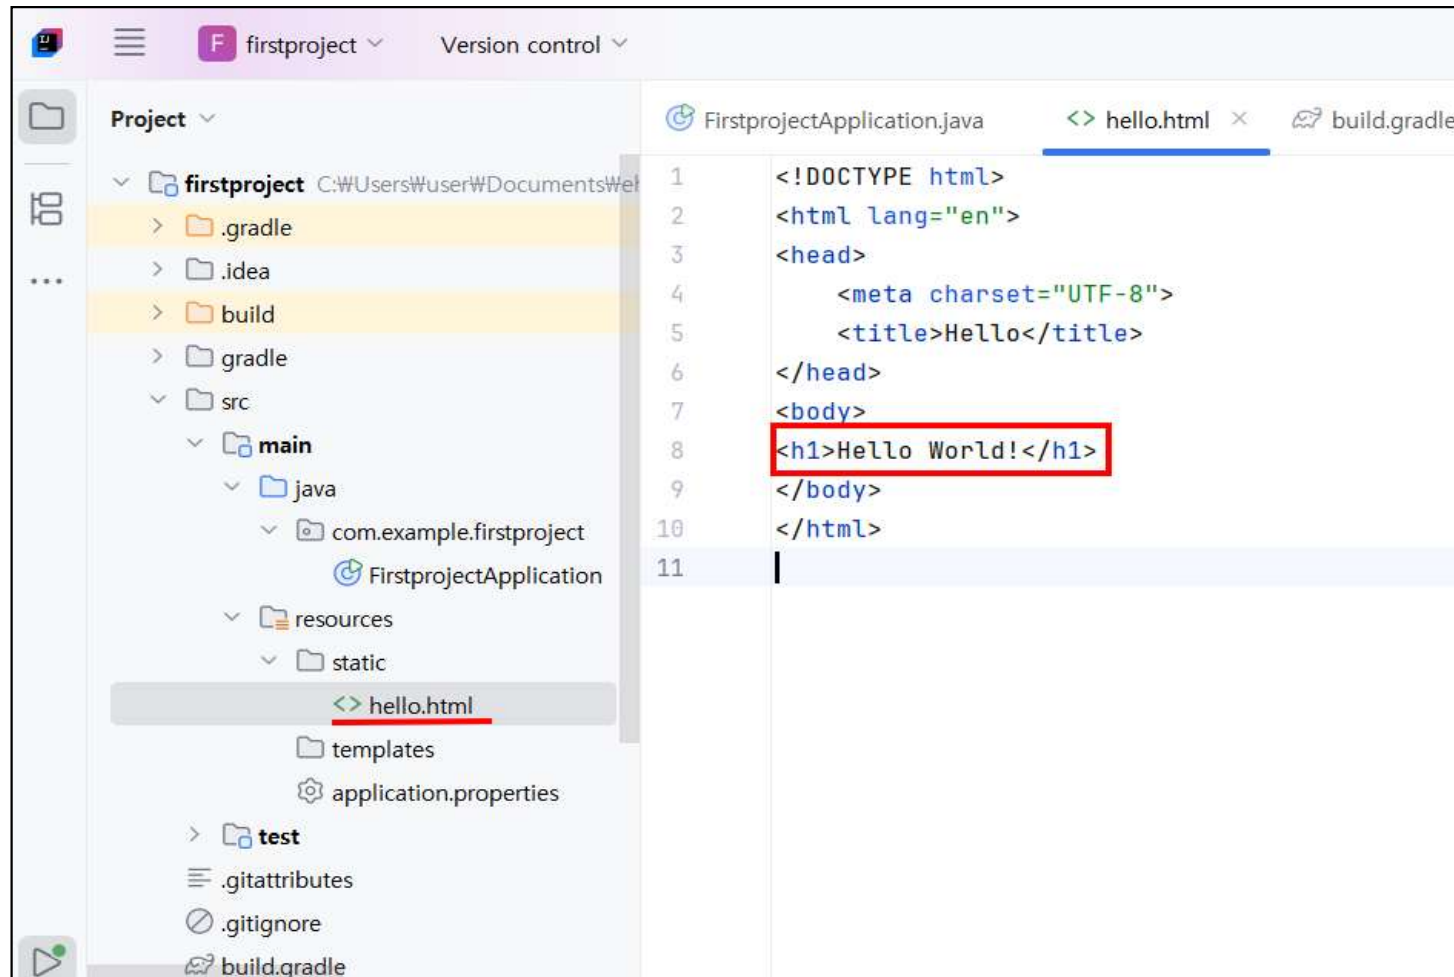 F firstproject Version control
Project
firstproject C:₩Users₩user₩Documents₩
.gradle
.idea
build
gradle
src
main
java
com.example.firstproject
FirstprojectApplication
resources
static
<> hello.html
templates
application.properties
test
.gitattributes
.gitignore
build.gradle
FirstprojectApplication.java <> hello.html × build.gradle
1 <!DOCTYPE html>
2 <html lang="en">
3 <head>
4 <meta charset="UTF-8">
5 <title>Hello</title>
6 </head>
7 <body>
8 <h1>Hello World!</h1>
9 </body>
10 </html>
11